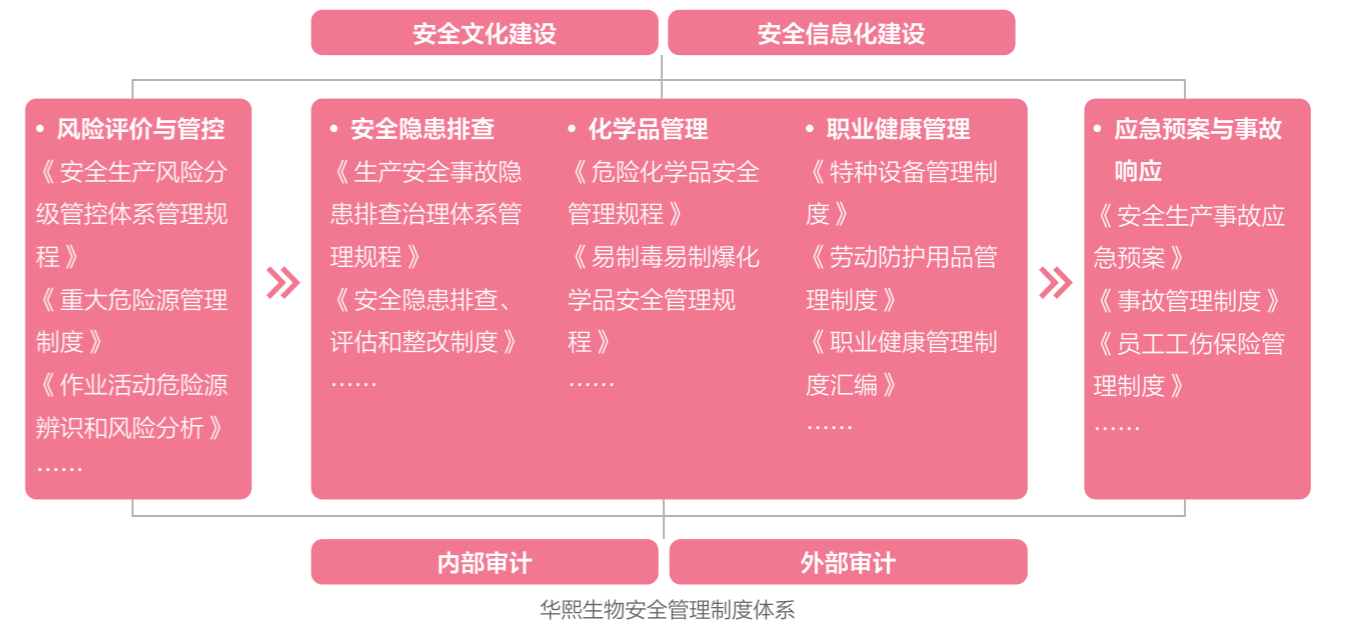 安全文化建设
安全信息化建设
• 风险评价与管控
《安全生产风险分
级管控体系管理规
程》
《重大危险源管理
制度》
《作业活动危险源
辨识和风险分析》
……
• 安全隐患排查
《生产安全事故隐
患排查治理体系管
理规程》
《安全隐患排查、
评估和整改制度》
……
• 化学品管理
《危险化学品安全
管理规程》
《易制毒易制爆化
学品安全管理规
程》
……
• 职业健康管理
《特种设备管理制
度》
《劳动防护用品管
理制度》
《职业健康管理制
度汇编》
……
• 应急预案与事故
响应
《安全生产事故应
急预案》
《事故管理制度》
《员工工伤保险管
理制度》
……
内部审计
外部审计
华熙生物安全管理制度体系